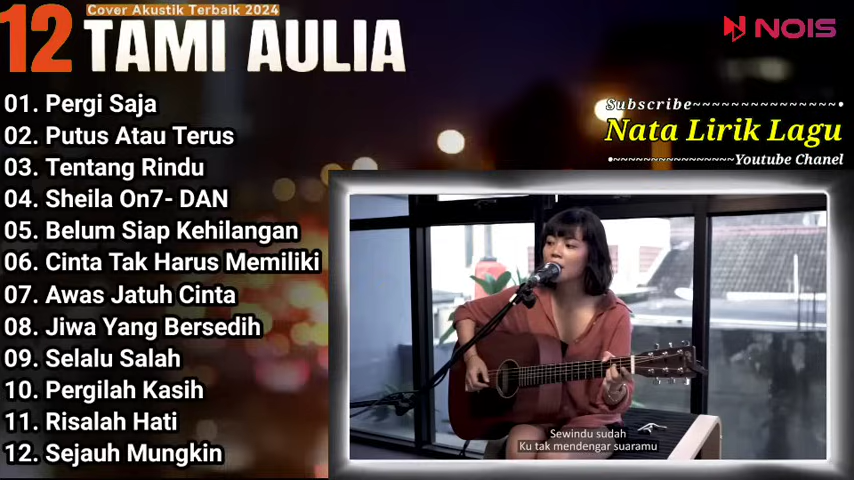 Cover Akustik Terbaik 2024
12 TAMI AULIA
NOIS
Subscribe~~~~~~~~~~~~~~~•
Nata Lirik Lagu
•~~~~~~~~~~~~~~~~Youtube Chanel
01. Pergi Saja
02. Putus Atau Terus
03. Tentang Rindu
04. Sheila On7- DAN
05. Belum Siap Kehilangan
06. Cinta Tak Harus Memiliki
07. Awas Jatuh Cinta
08. Jiwa Yang Bersedih
09. Selalu Salah
10. Pergilah Kasih
11. Risalah Hati
12. Sejauh Mungkin
Sewindu sudah
Ku tak mendengar suaramu